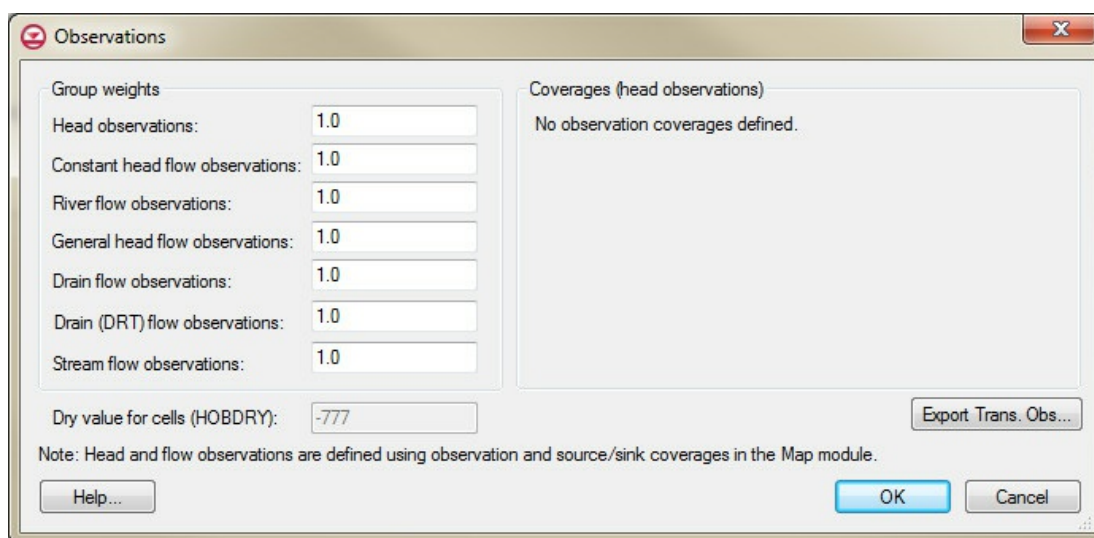 Observations
Group weights
Head observations: 1.0
Constant head flow observations: 1.0
River flow observations: 1.0
General head flow observations: 1.0
Drain flow observations: 1.0
Drain (DRT) flow observations: 1.0
Stream flow observations: 1.0
Coverages (head observations)
No observation coverages defined.
Dry value for cells (HOBDRY): -777
Export Trans. Obs...
Note: Head and flow observations are defined using observation and source/sink coverages in the Map module.
Help...
OK
Cancel